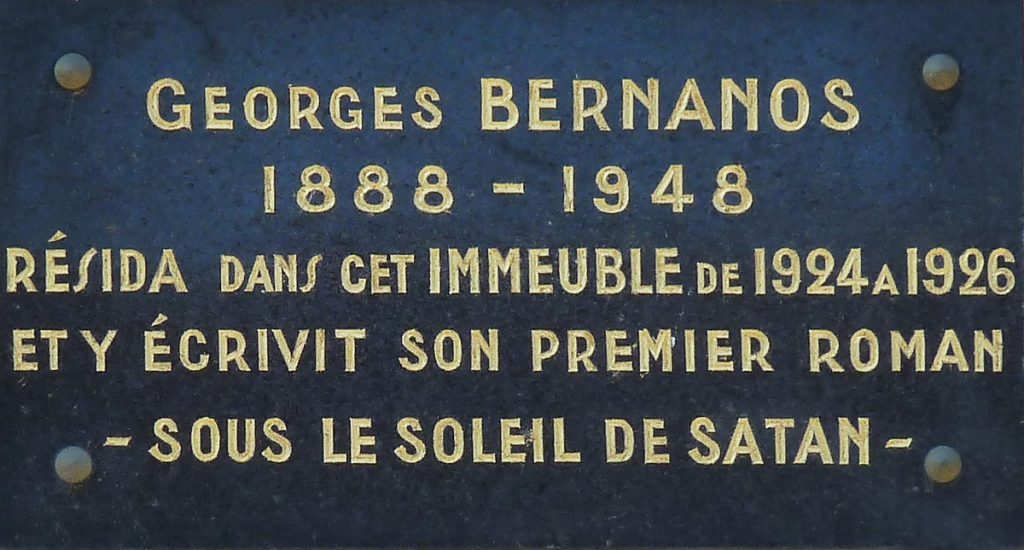 GEORGES BERNANOS
1888 - 1948
RÉSIDA DANS CET IMMEUBLE DE 1924 A 1926
ET Y ÉCRIVIT SON PREMIER ROMAN
- SOUS LE SOLEIL DE SATAN -